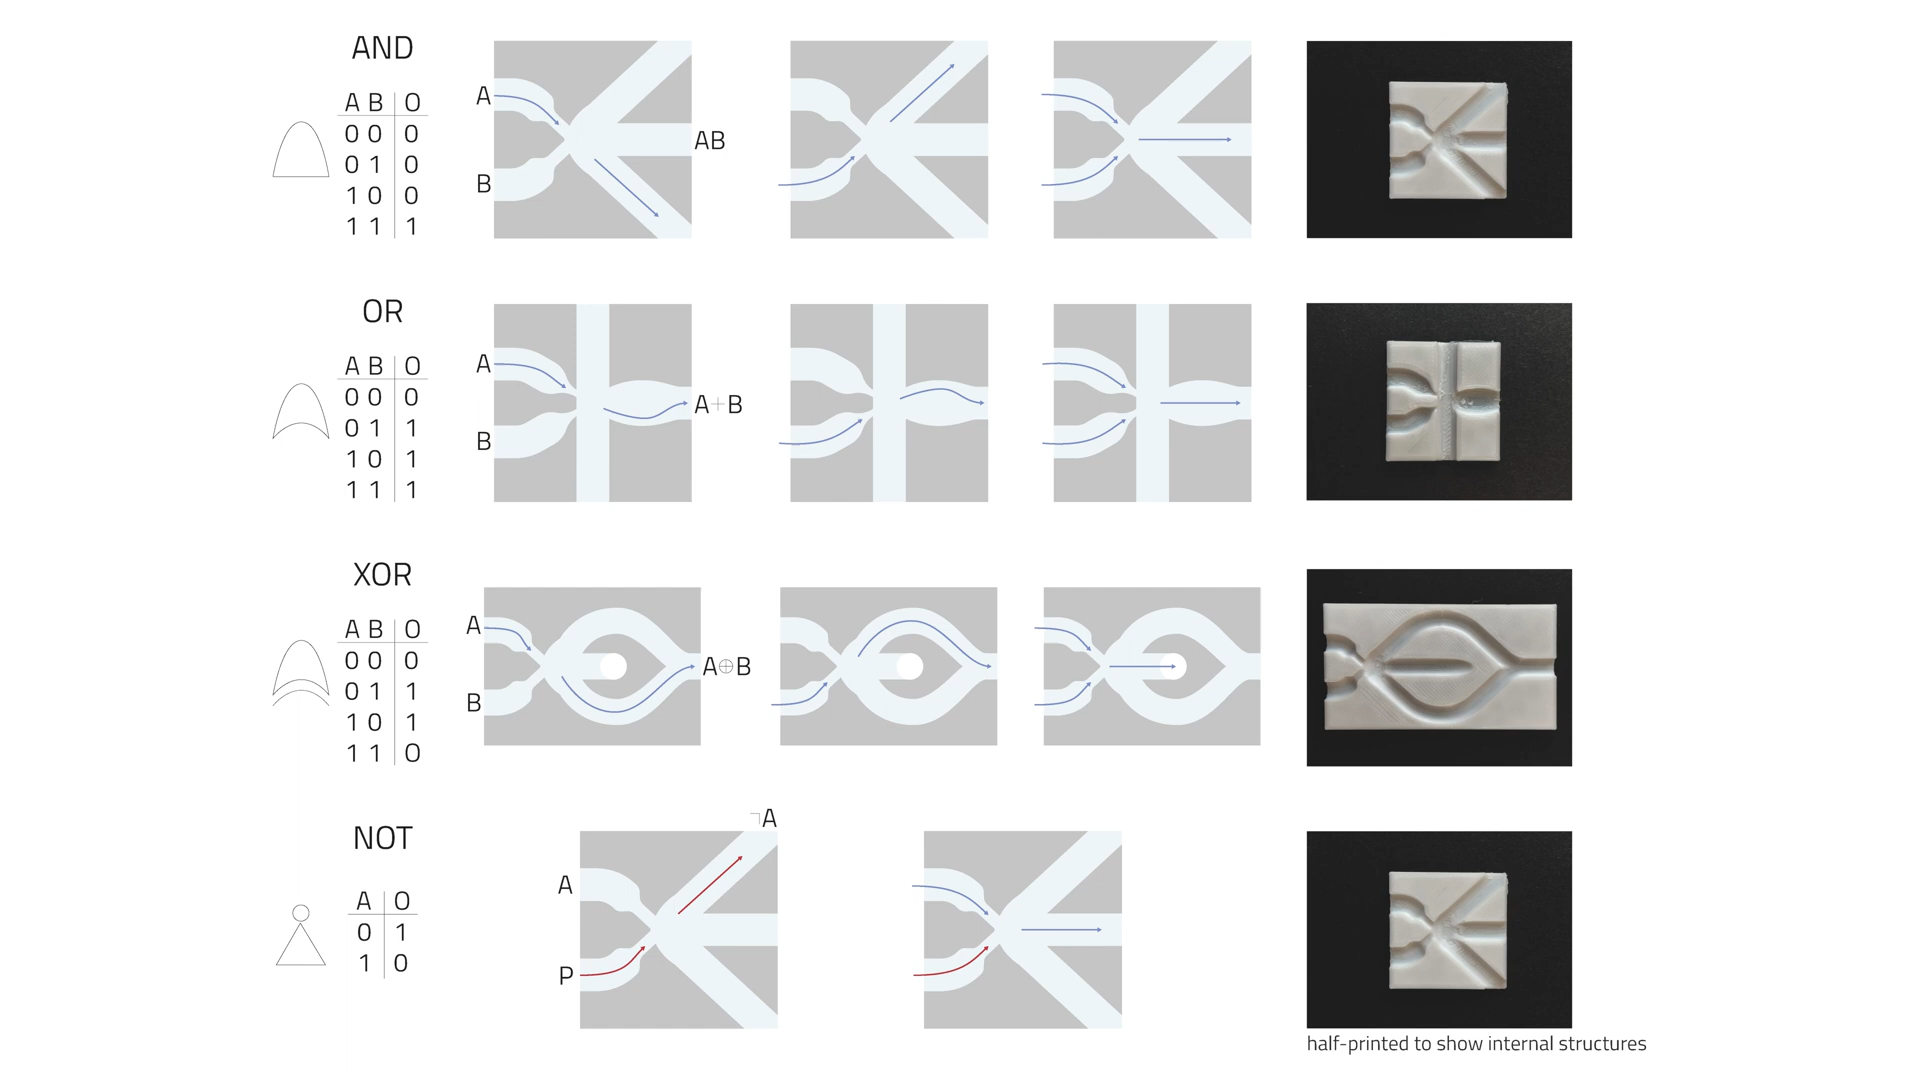 AND
A B O
0 0 0
0 1 0
1 0 0
1 1 1
A
B
AB
OR
A B O
0 0 0
0 1 1
1 0 1
1 1 1
A
B
A+B
XOR
A B O
0 0 0
0 1 1
1 0 1
1 1 0
A
B
A⊕B
NOT
A O
0 1
1 0
A
P
¬A
half-printed to show internal structures